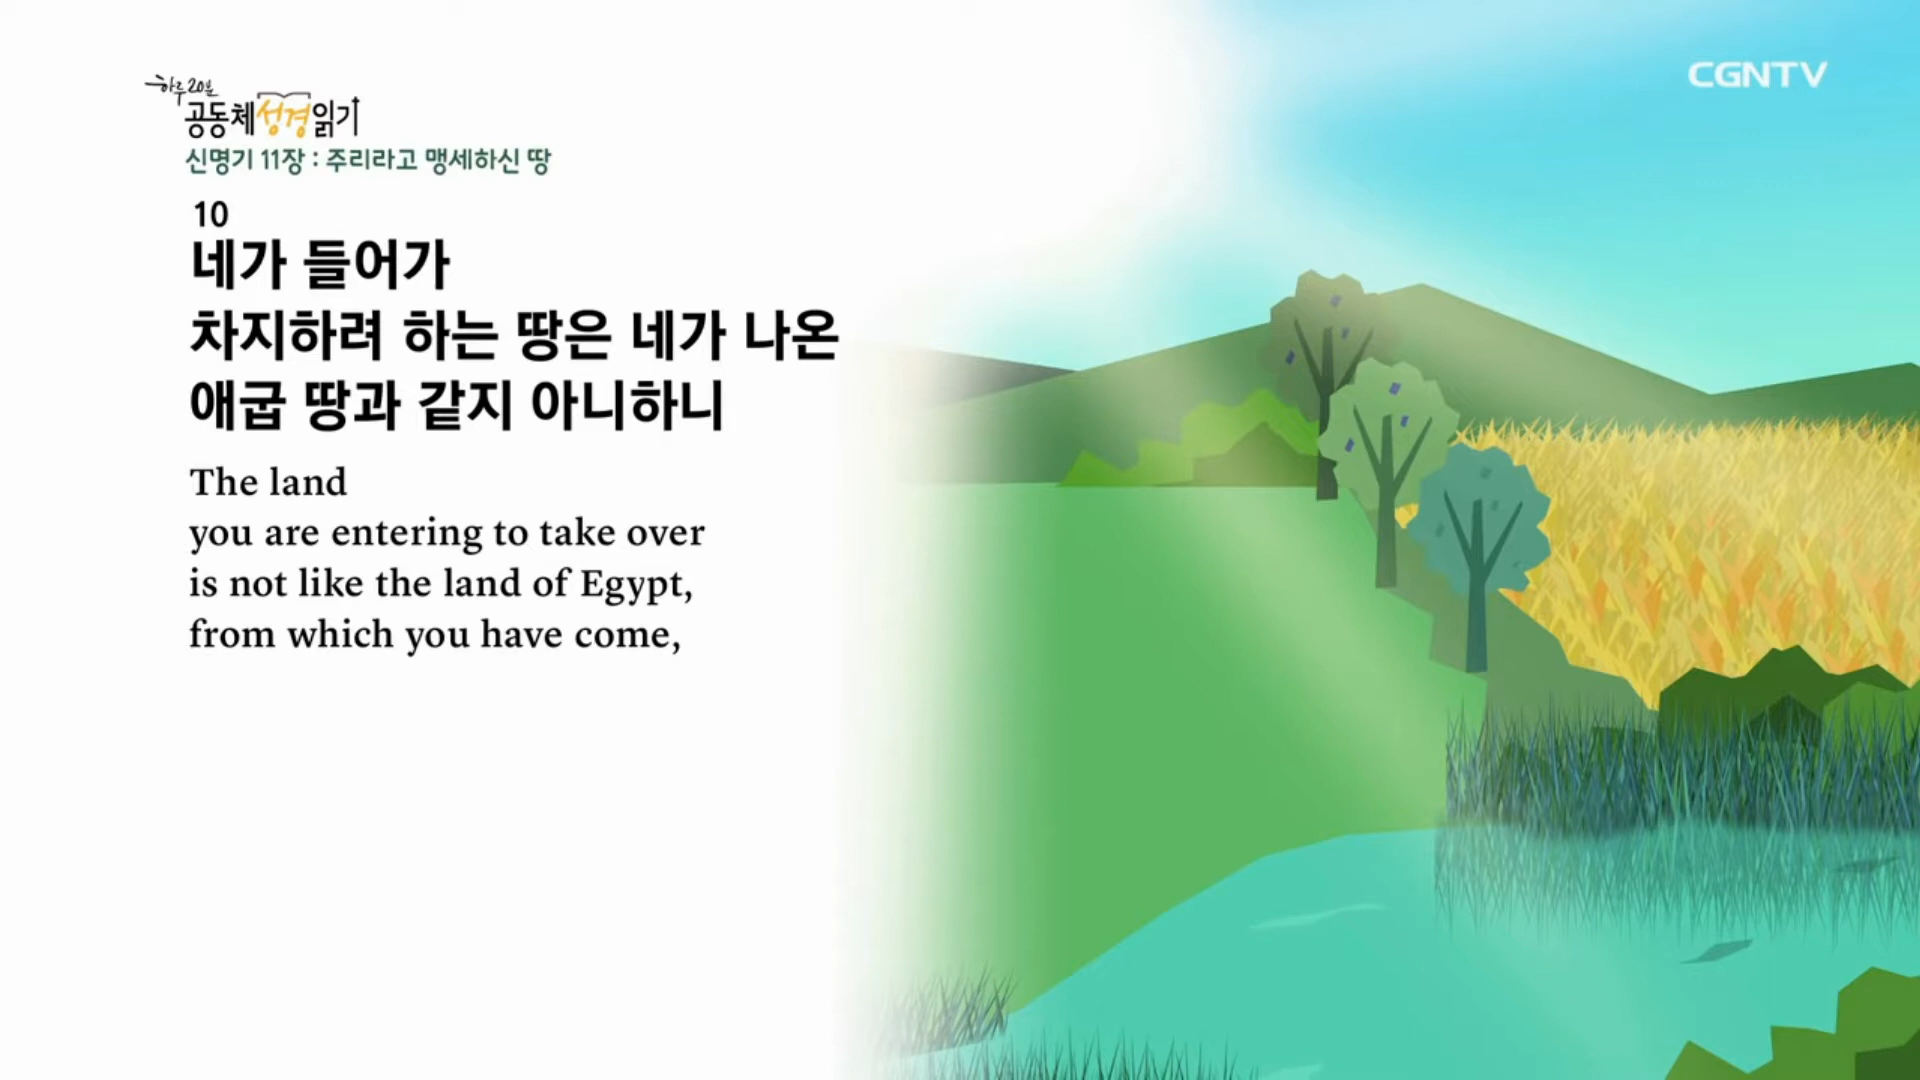 하루 20분
공동체성경읽기
CGNTV
신명기 11장 : 주리라고 맹세하신 땅
10
네가 들어가
차지하려 하는 땅은 네가 나온
애굽 땅과 같지 아니하니
The land
you are entering to take over
is not like the land of Egypt,
from which you have come,